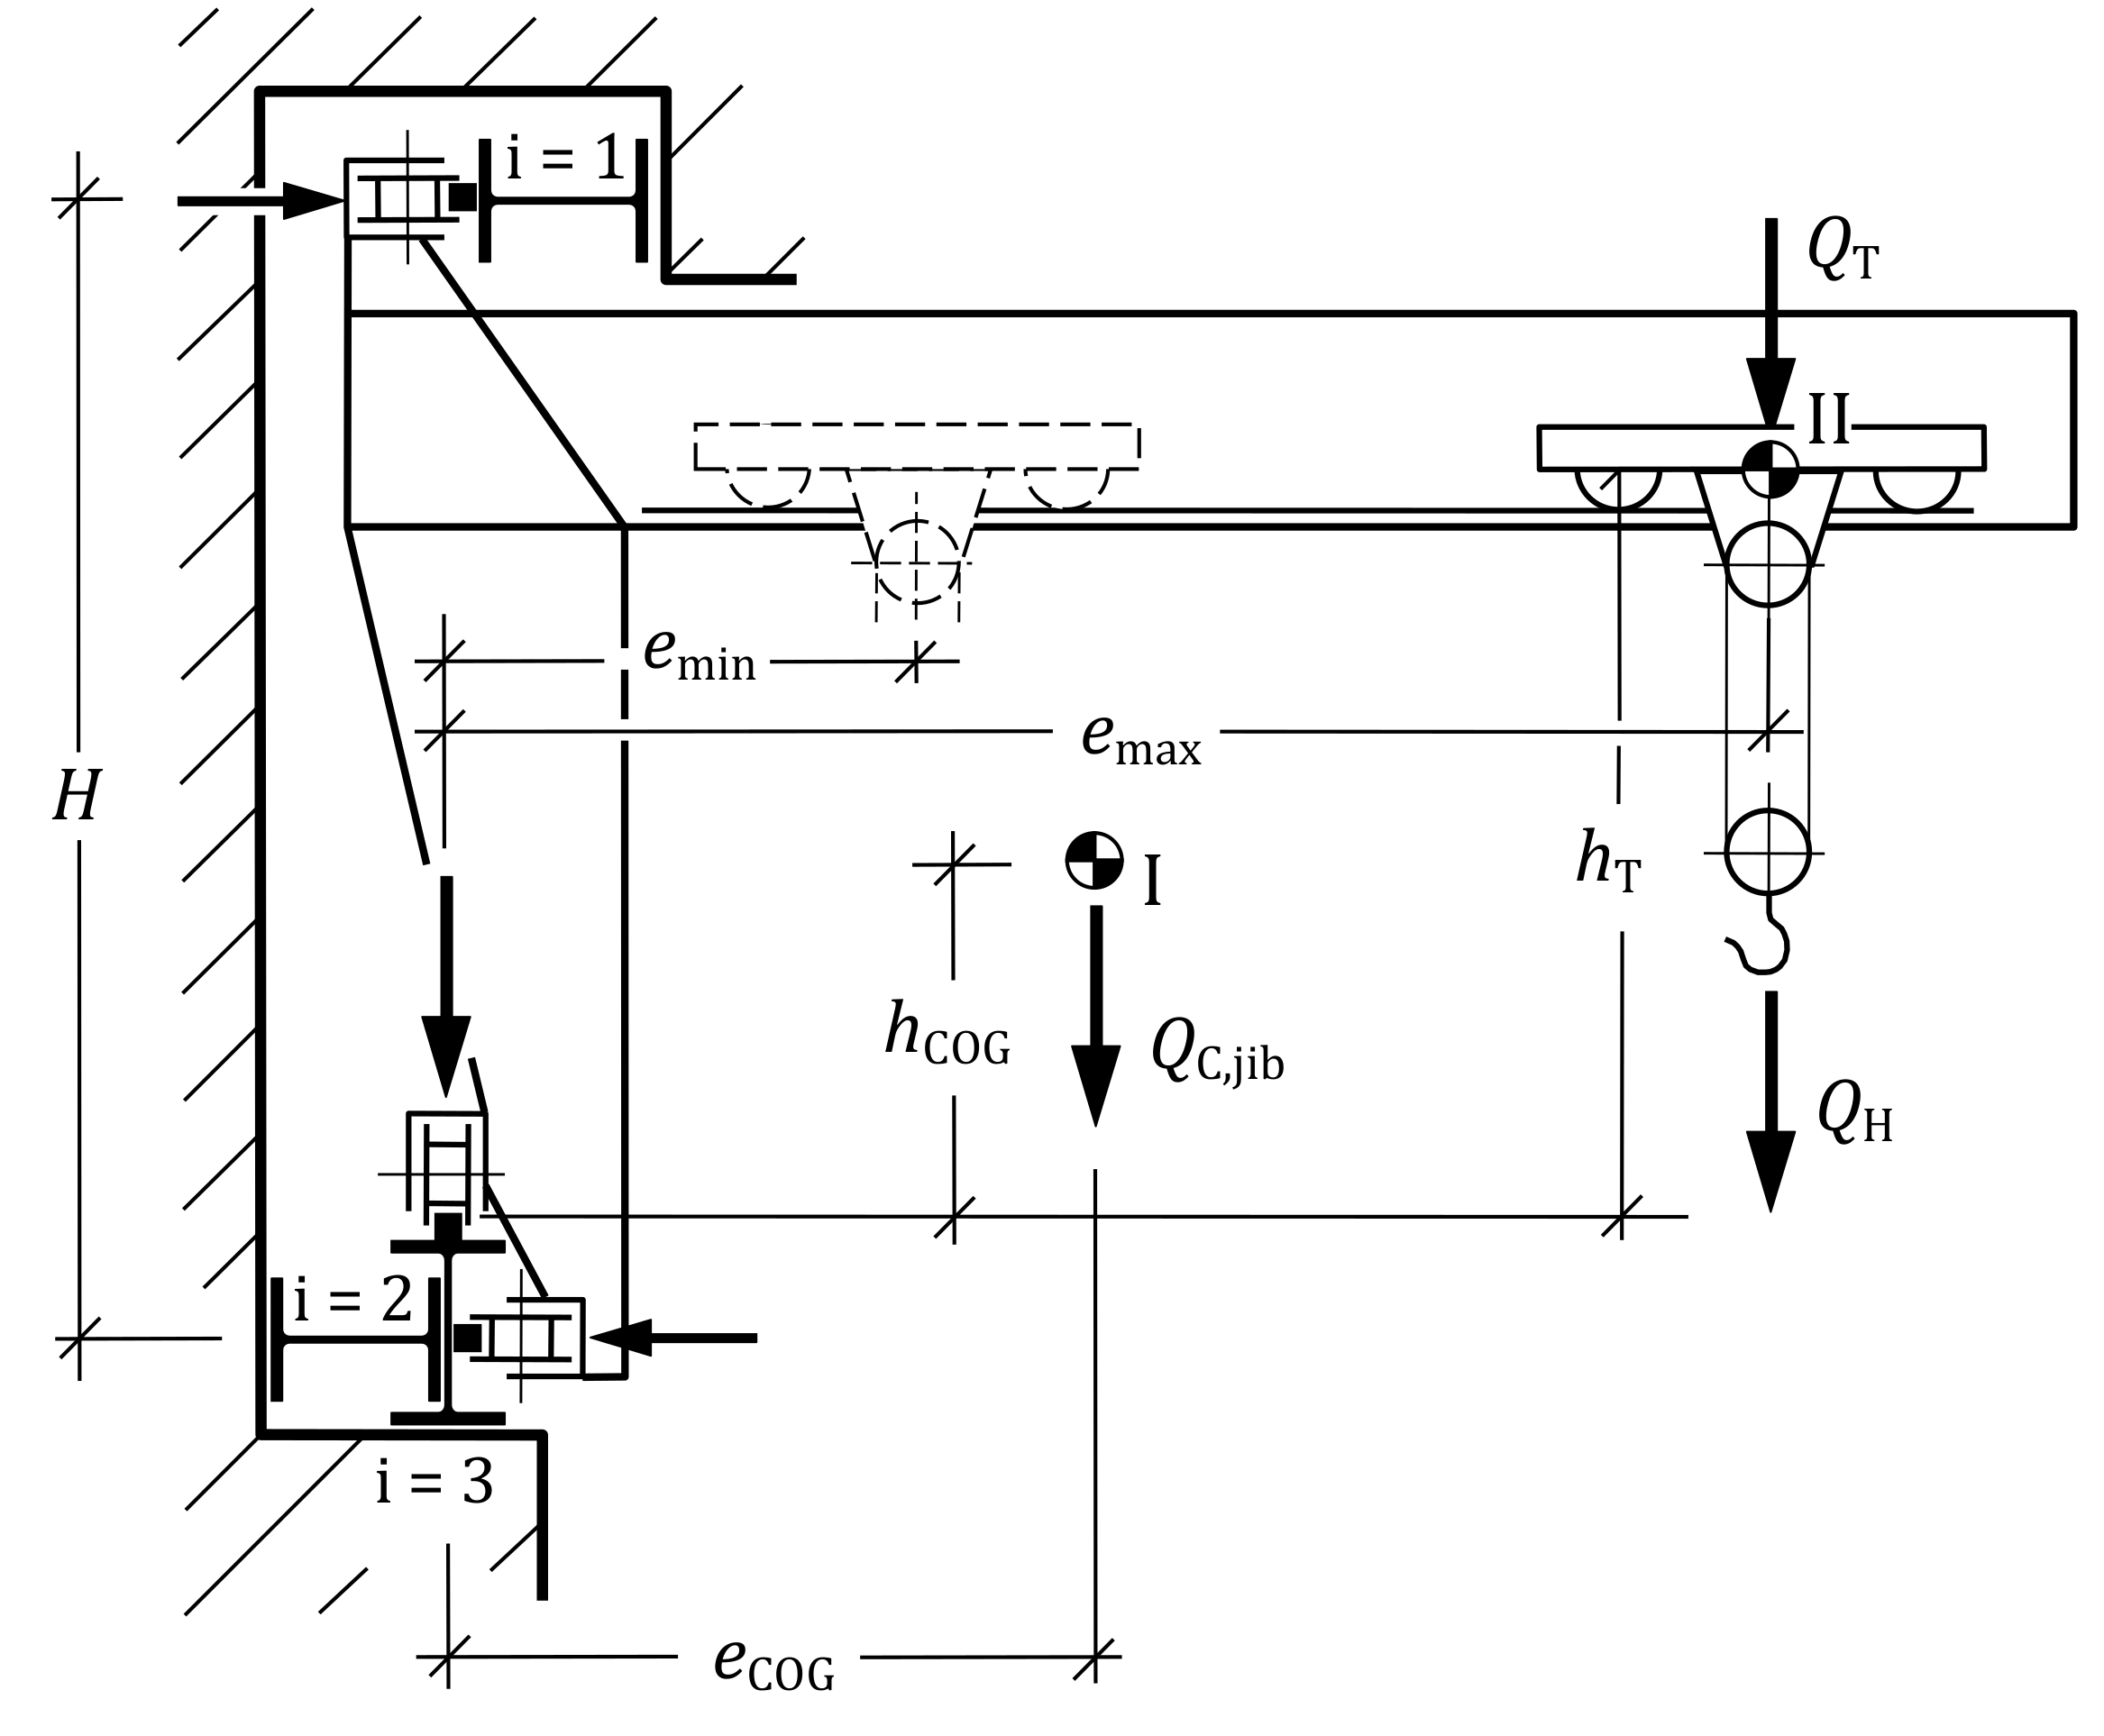 i = 1
Q_T
II
e_min
e_max
H
h_T
I
h_COG
Q_C,jib
Q_H
i = 2
i = 3
e_COG